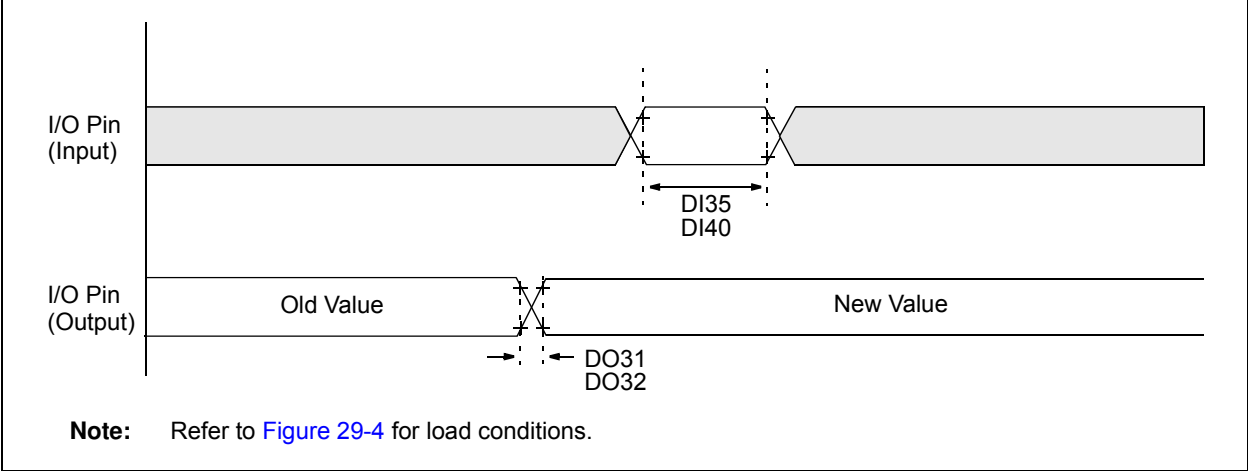 I/O Pin
(Input)
DI35
DI40
I/O Pin
(Output)
Old Value
New Value
DO31
DO32
Note: Refer to Figure 29-4 for load conditions.